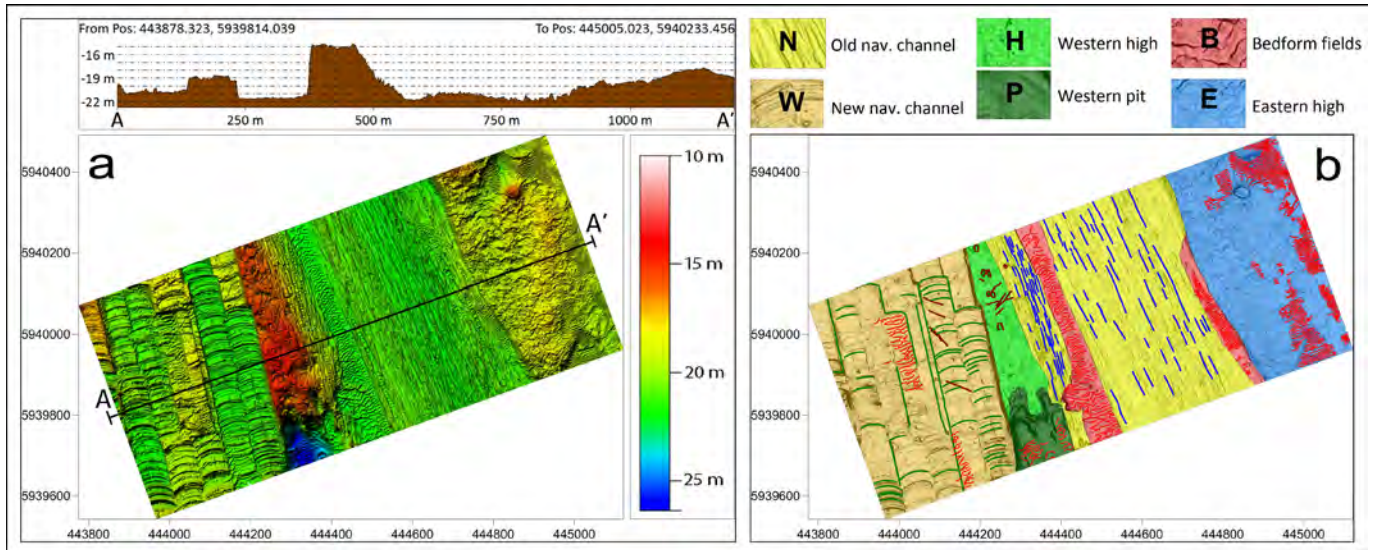 From Pos: 443878.323, 5939814.039 To Pos: 445005.023, 5940233.456
-16 m
-19 m
-22 m
A 250 m 500 m 750 m 1000 m A'
N Old nav. channel H Western high B Bedform fields
W New nav. channel P Western pit E Eastern high
a
5940400
5940200
5940000
5939800
5939600
A
A'
10 m
15 m
20 m
25 m
443800 444000 444200 444400 444600 444800 445000
b
5940400
5940200
5940000
5939800
5939600
443800 444000 444200 444400 444600 444800 445000